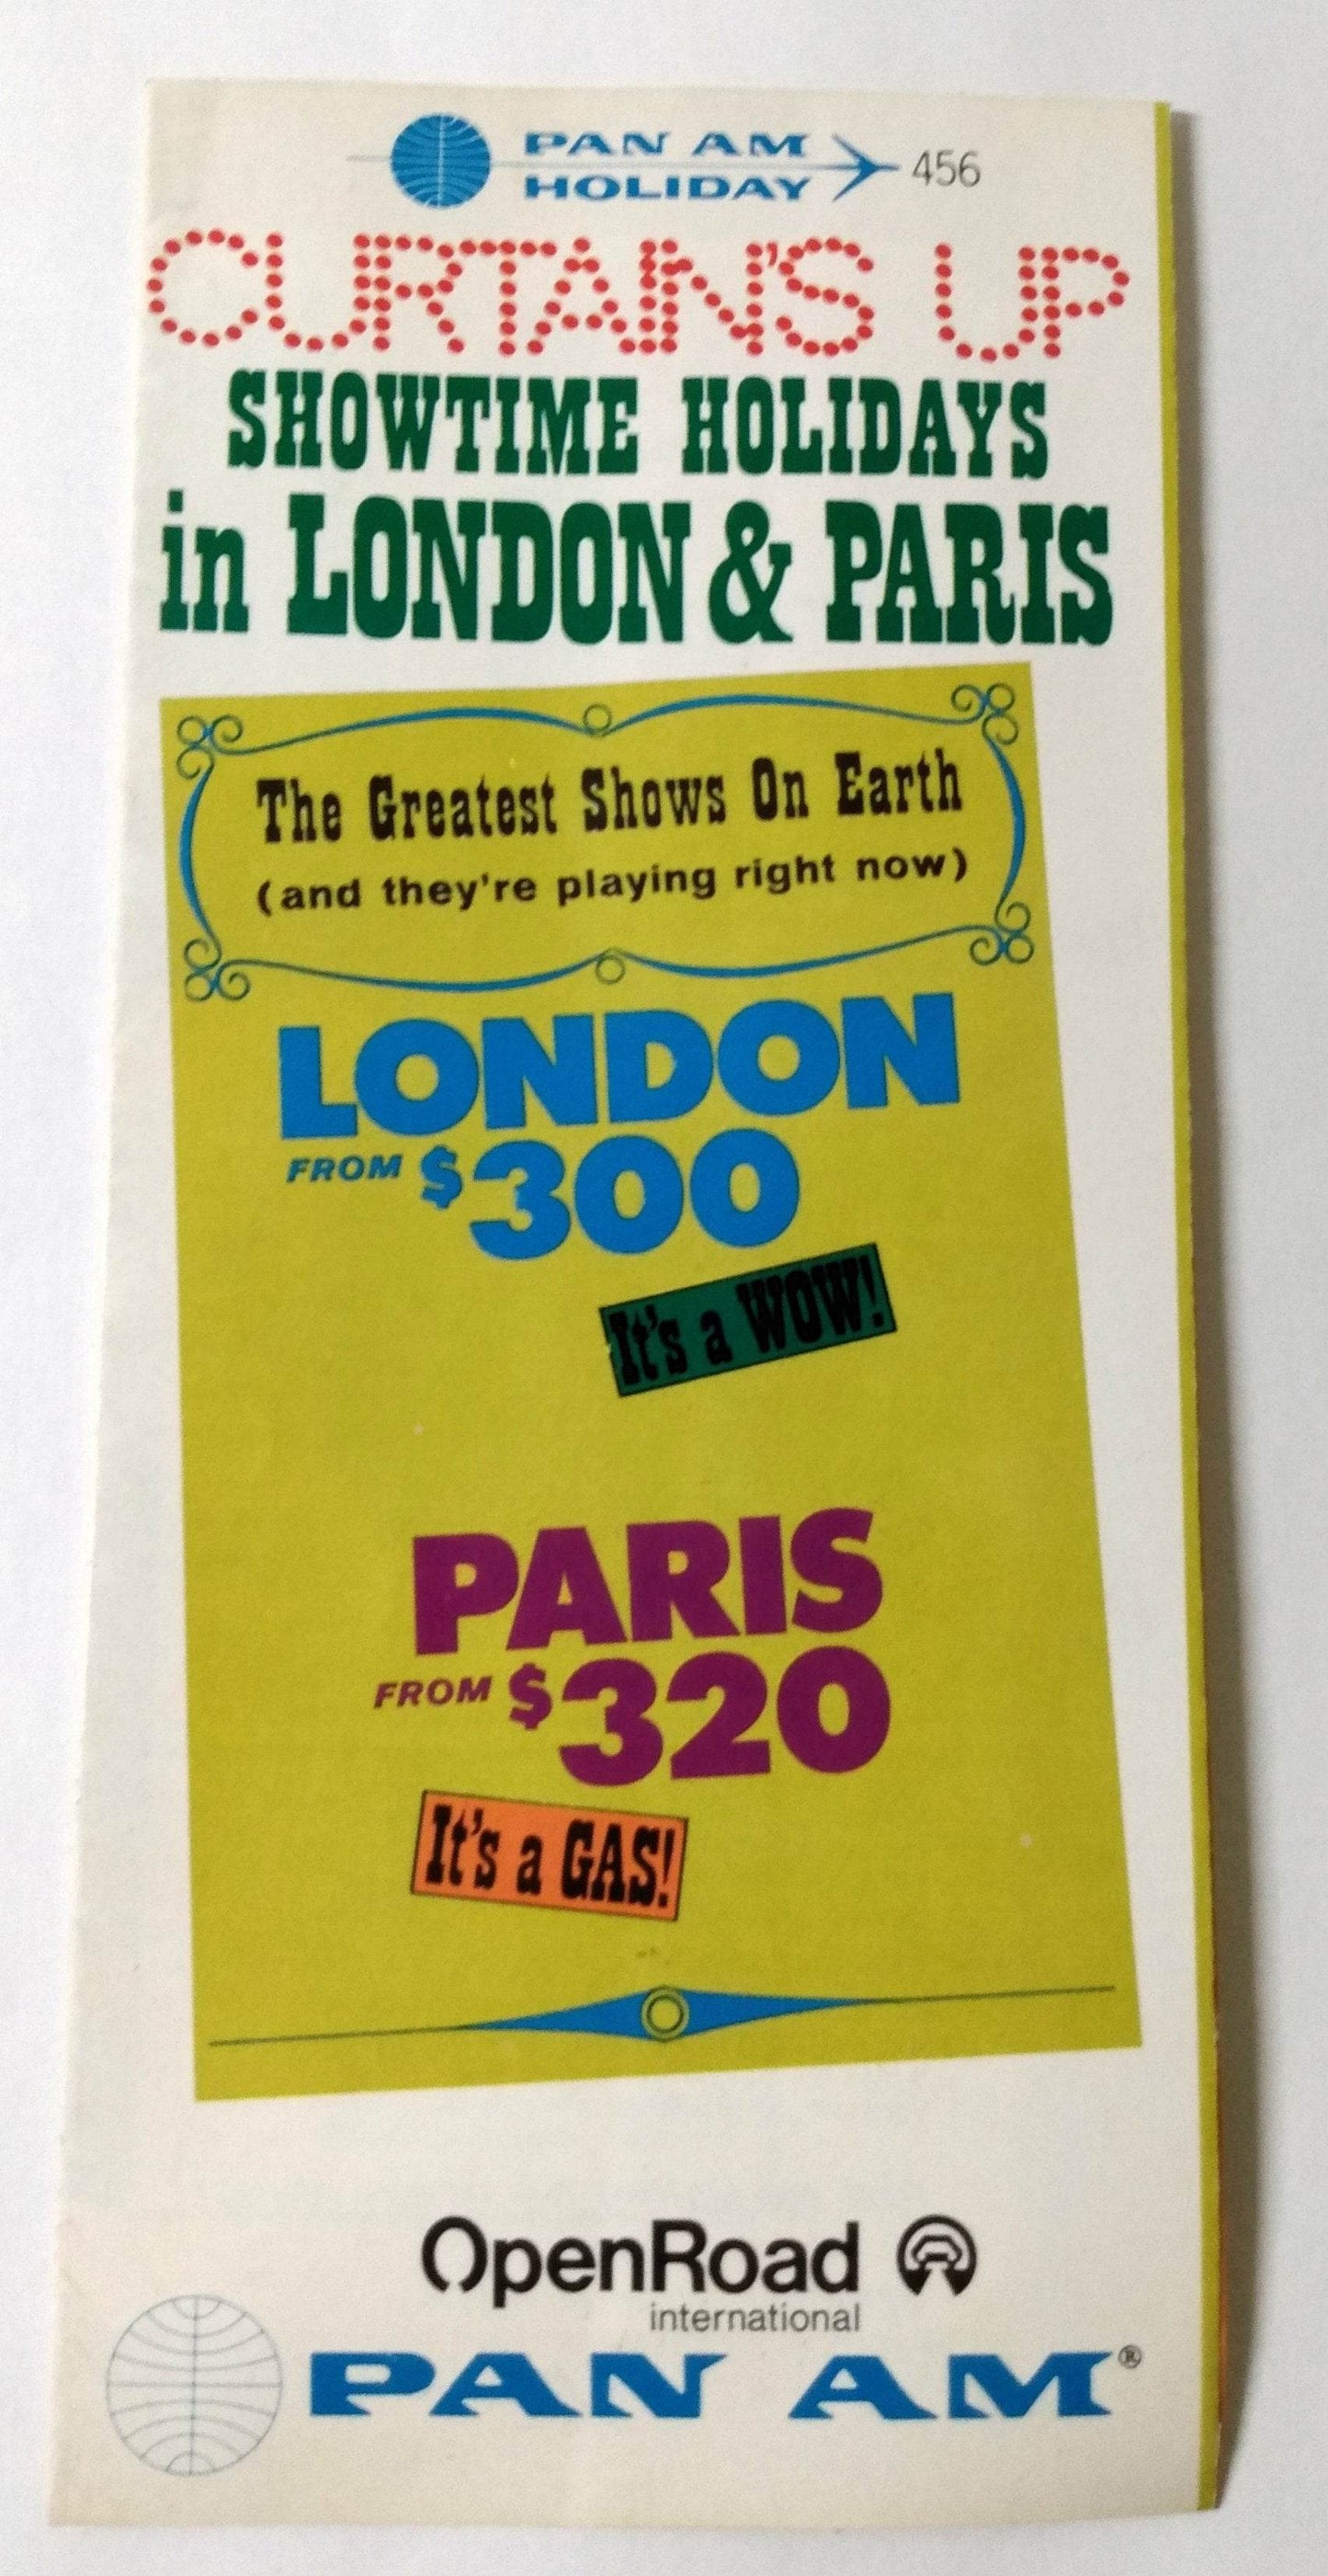 PAN AM
HOLIDAY 456
CURTAIN'S UP
SHOWTIME HOLIDAYS
in LONDON & PARIS
The Greatest Shows On Earth
(and they're playing right now)
LONDON
FROM $300
It's a WOW!
PARIS
FROM $320
It's a GAS!
OpenRoad
international
PAN AM®